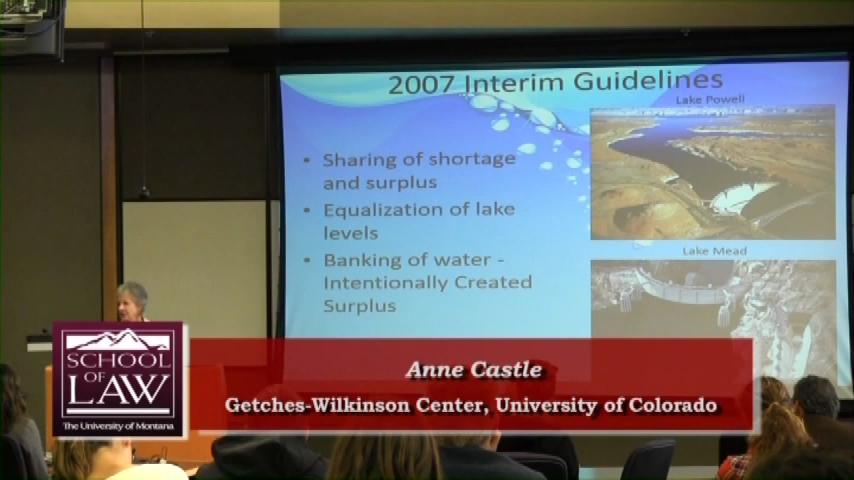 2007 Interim Guidelines
Lake Powell
• Sharing of shortage
and surplus
• Equalization of lake
levels
• Banking of water -
Intentionally Created
Surplus
Lake Mead
SCHOOL
OF
LAW
The University of Montana
Anne Castle
Getches-Wilkinson Center, University of Colorado